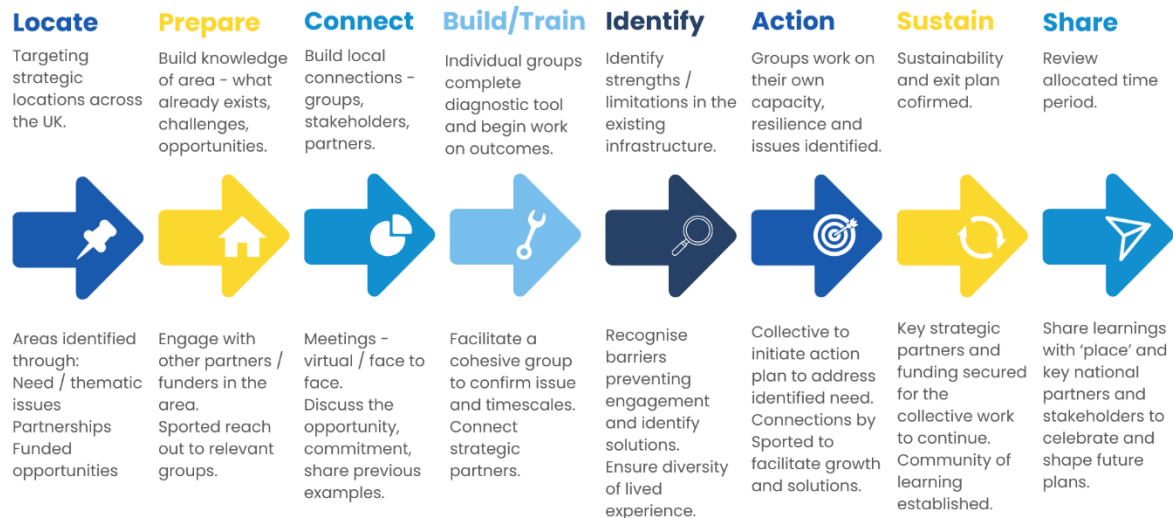 Locate
Targeting
strategic
locations across
the UK.
Areas identified
through:
Need / thematic
issues
Partnerships
Funded
opportunities
Prepare
Build knowledge
of area - what
already exists,
challenges,
opportunities.
Engage with
other partners /
funders in the
area.
Sported reach
out to relevant
groups.
Connect
Build local
connections -
groups,
stakeholders,
partners.
Meetings -
virtual / face to
face.
Discuss the
opportunity,
commitment,
share previous
examples.
Build/Train
Individual groups
complete
diagnostic tool
and begin work
on outcomes.
Facilitate a
cohesive group
to confirm issue
and timescales.
Connect
strategic
partners.
Identify
Identify
strengths /
limitations in the
existing
infrastructure.
Recognise
barriers
preventing
engagement
and identify
solutions.
Ensure diversity
of lived
experience.
Action
Groups work on
their own
capacity,
resilience and
issues identified.
Collective to
initiate action
plan to address
identified need.
Connections by
Sported to
facilitate growth
and solutions.
Sustain
Sustainability
and exit plan
cofirmed.
Key strategic
partners and
funding secured
for the
collective work
to continue.
Community of
learning
established.
Share
Review
allocated time
period.
Share learnings
with ‘place’ and
key national
partners and
stakeholders to
celebrate and
shape future
plans.